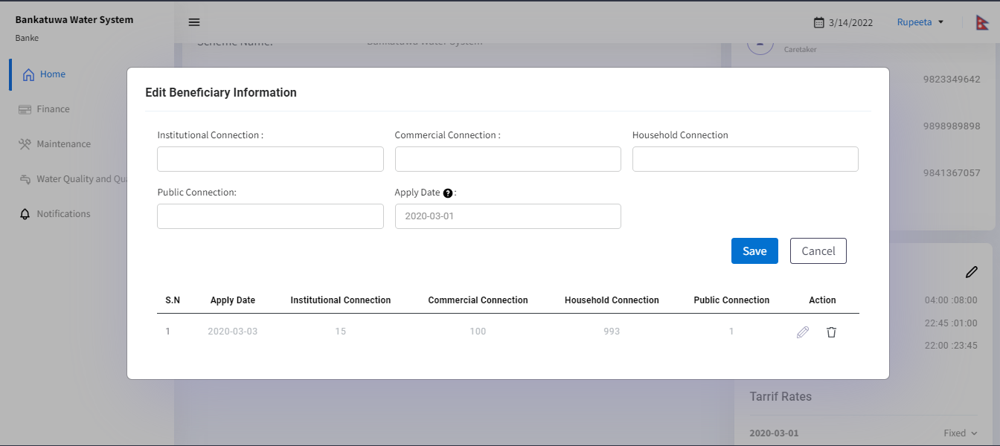 Bankatuwa Water System
Banke
3/14/2022
Rupeeta
Home
Finance
Maintenance
Water Quality and Qua
Notifications
Scheme Name:
Bankatuwa Water System
Caretaker
9823349642
9898989898
9841367057
Edit Beneficiary Information
Institutional Connection :
Commercial Connection :
Household Connection
Public Connection:
Apply Date ? :
2020-03-01
Save
Cancel
S.N Apply Date Institutional Connection Commercial Connection Household Connection Public Connection Action
1 2020-03-03 15 100 993 1
04:00 :08:00
22:45 :01:00
22:00 :23:45
Tarrif Rates
2020-03-01 Fixed